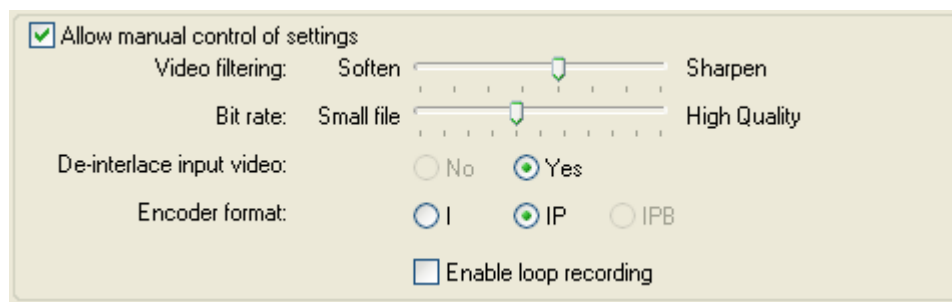 Allow manual control of settings
Video filtering: Soften Sharpen
Bit rate: Small file High Quality
De-interlace input video: No Yes
Encoder format: I IP IPB
Enable loop recording